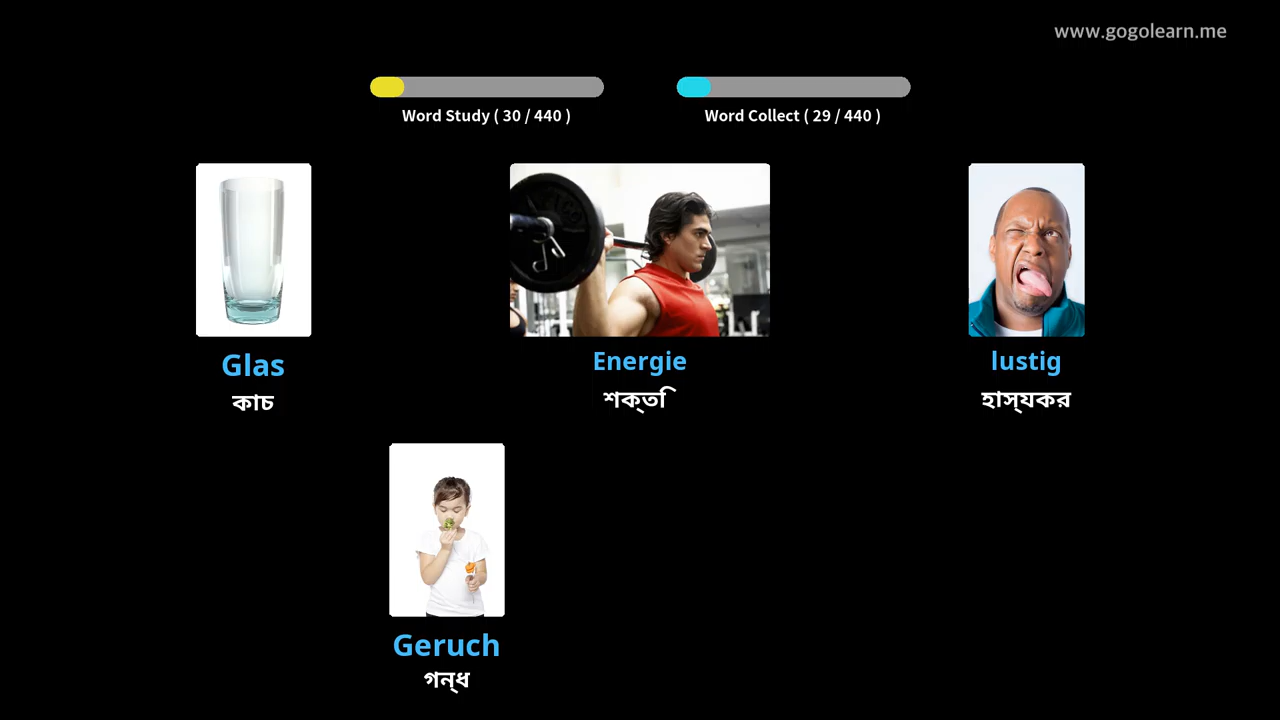 www.gogolearn.me
Word Study ( 30 / 440 )
Word Collect ( 29 / 440 )
Glas
Energie
lustig
কাচ
শক্তি
হাস্যকর
Geruch
গন্ধ